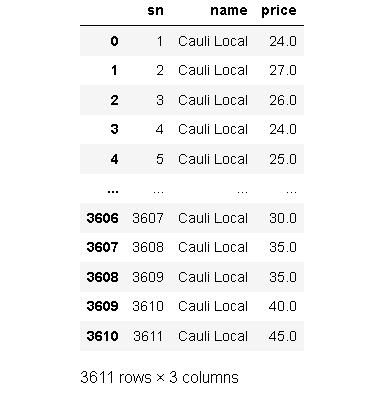 sn name price
0 1 Cauli Local 24.0
1 2 Cauli Local 27.0
2 3 Cauli Local 26.0
3 4 Cauli Local 24.0
4 5 Cauli Local 25.0
... ... ... ...
3606 3607 Cauli Local 30.0
3607 3608 Cauli Local 35.0
3608 3609 Cauli Local 35.0
3609 3610 Cauli Local 40.0
3610 3611 Cauli Local 45.0
3611 rows × 3 columns